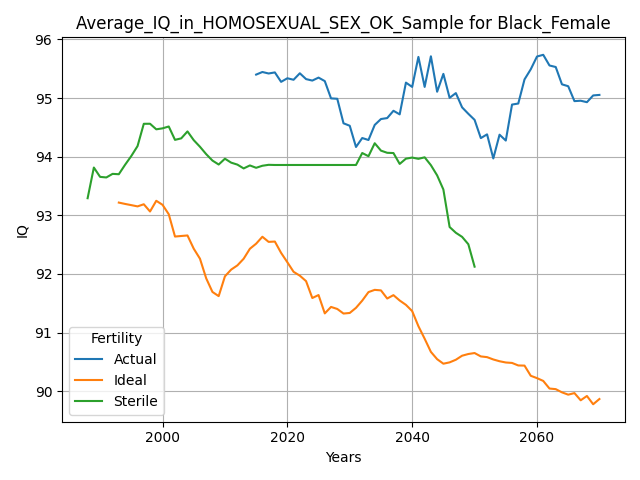 Average_IQ_in_HOMOSEXUAL_SEX_OK_Sample for Black_Female
96
95
94
93
92
91
90
IQ
Fertility
Actual
Ideal
Sterile
2000 2020 2040 2060
Years